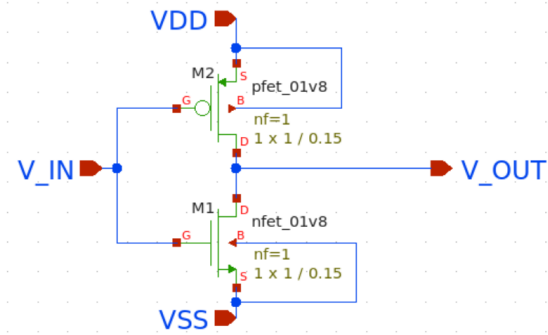 VDD
M2
S
pfet_01v8
G
B
nf=1
D
1 x 1 / 0.15
V_IN
V_OUT
M1
D
nfet_01v8
G
B
nf=1
S
1 x 1 / 0.15
VSS